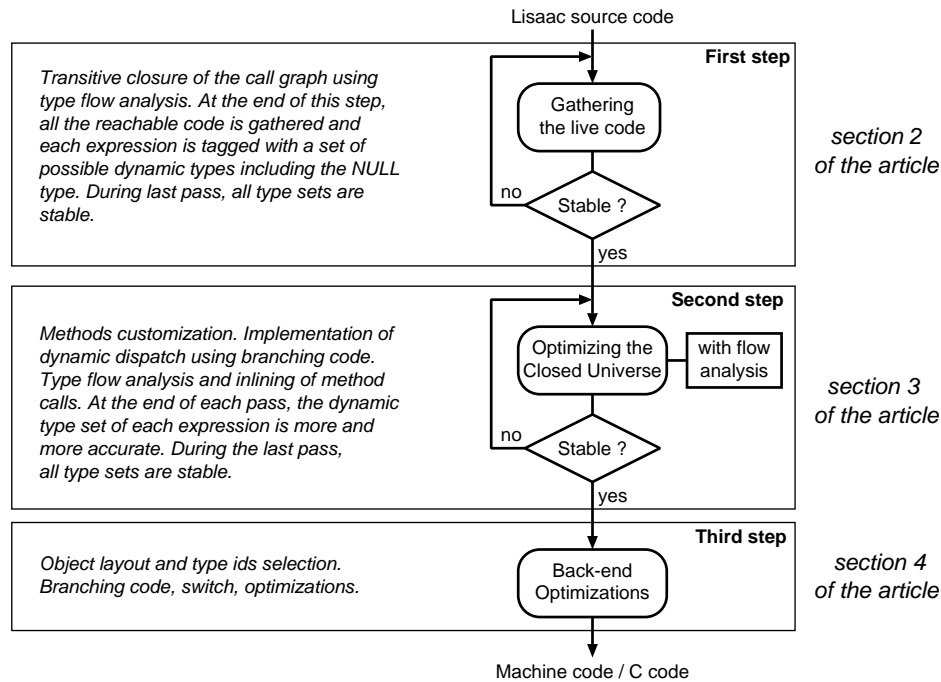 Lisaac source code
First step
Transitive closure of the call graph using
type flow analysis. At the end of this step,
all the reachable code is gathered and
each expression is tagged with a set of
possible dynamic types including the NULL
type. During last pass, all type sets are
stable.
Gathering
the live code
no
Stable ?
yes
section 2
of the article
Second step
Methods customization. Implementation of
dynamic dispatch using branching code.
Type flow analysis and inlining of method
calls. At the end of each pass, the dynamic
type set of each expression is more and
more accurate. During the last pass,
all type sets are stable.
Optimizing the
Closed Universe
with flow
analysis
no
Stable ?
yes
section 3
of the article
Third step
Object layout and type ids selection.
Branching code, switch, optimizations.
Back-end
Optimizations
section 4
of the article
Machine code / C code